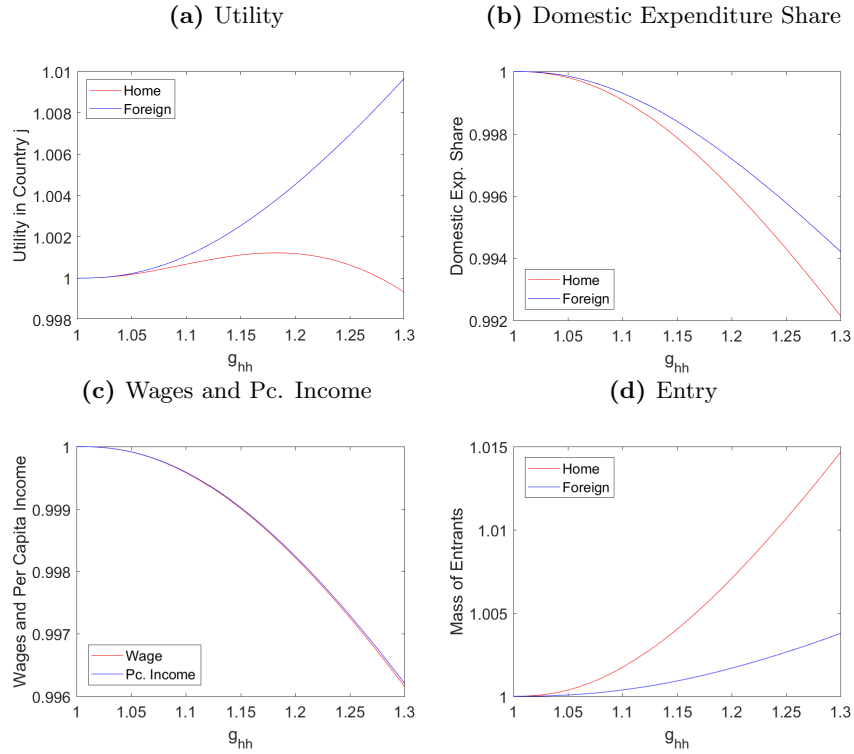 (a) Utility
Utility in Country j
1.01
1.008
1.006
1.004
1.002
1
0.998
Home
Foreign
1
1.05
1.1
1.15
1.2
1.25
1.3
g_hh
(b) Domestic Expenditure Share
Domestic Exp. Share
1
0.998
0.996
0.994
0.992
Home
Foreign
1
1.05
1.1
1.15
1.2
1.25
1.3
g_hh
(c) Wages and Pc. Income
Wages and Per Capita Income
1
0.999
0.998
0.997
0.996
Wage
Pc. Income
1
1.05
1.1
1.15
1.2
1.25
1.3
g_hh
(d) Entry
Mass of Entrants
1.015
1.01
1.005
1
Home
Foreign
1
1.05
1.1
1.15
1.2
1.25
1.3
g_hh